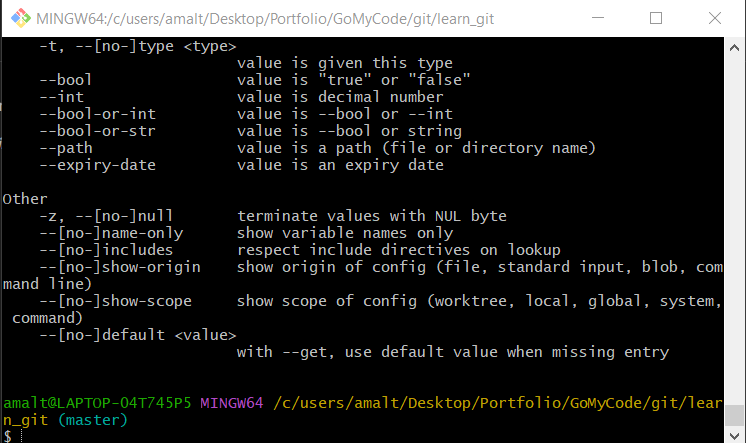 MINGW64:/c/users/amalt/Desktop/Portfolio/GoMyCode/git/learn_git
-t, --[no-]type <type>
value is given this type
--bool value is "true" or "false"
--int value is decimal number
--bool-or-int value is --bool or --int
--bool-or-str value is --bool or string
--path value is a path (file or directory name)
--expiry-date value is an expiry date
Other
-z, --[no-]null terminate values with NUL byte
--[no-]name-only show variable names only
--[no-]includes respect include directives on lookup
--[no-]show-origin show origin of config (file, standard input, blob, com
mand line)
--[no-]show-scope show scope of config (worktree, local, global, system,
command)
--[no-]default <value>
with --get, use default value when missing entry
amalt@LAPTOP-04T745P5 MINGW64 /c/users/amalt/Desktop/Portfolio/GoMyCode/git/lear
n_git (master)
$